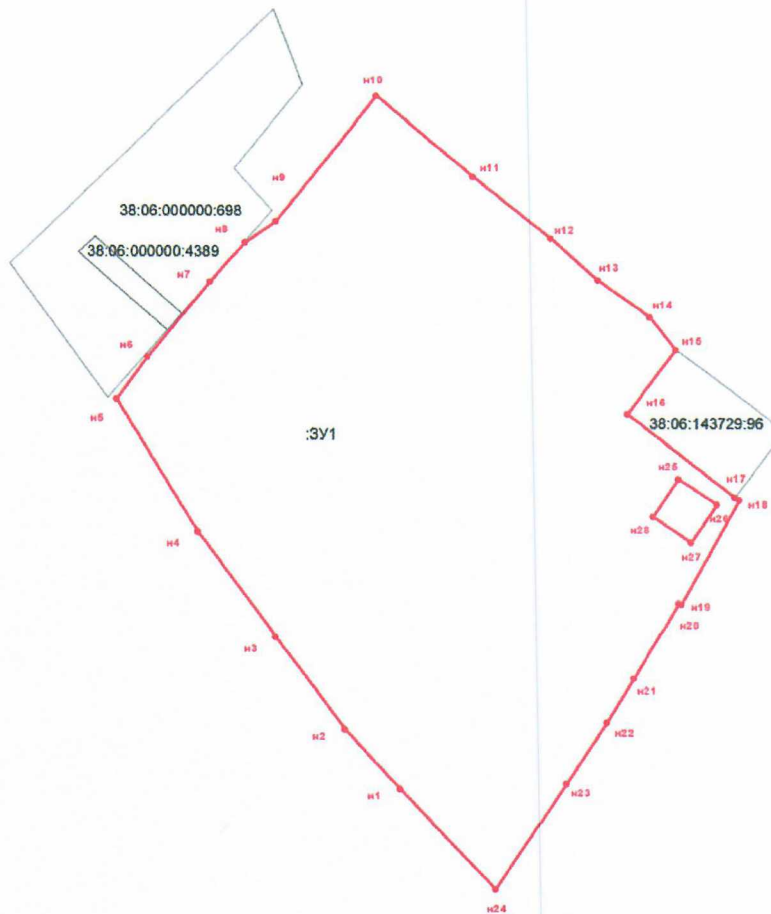 н10
н11
н9
38:06:000000:698
н8
н12
38:06:000000:4389
н7
н13
н14
н15
н6
н16
н5
38:06:143729:96
:ЗУ1
н25
н17
н18
н26
н28
н4
н27
н19
н20
н3
н21
н22
н2
н23
н1
н24